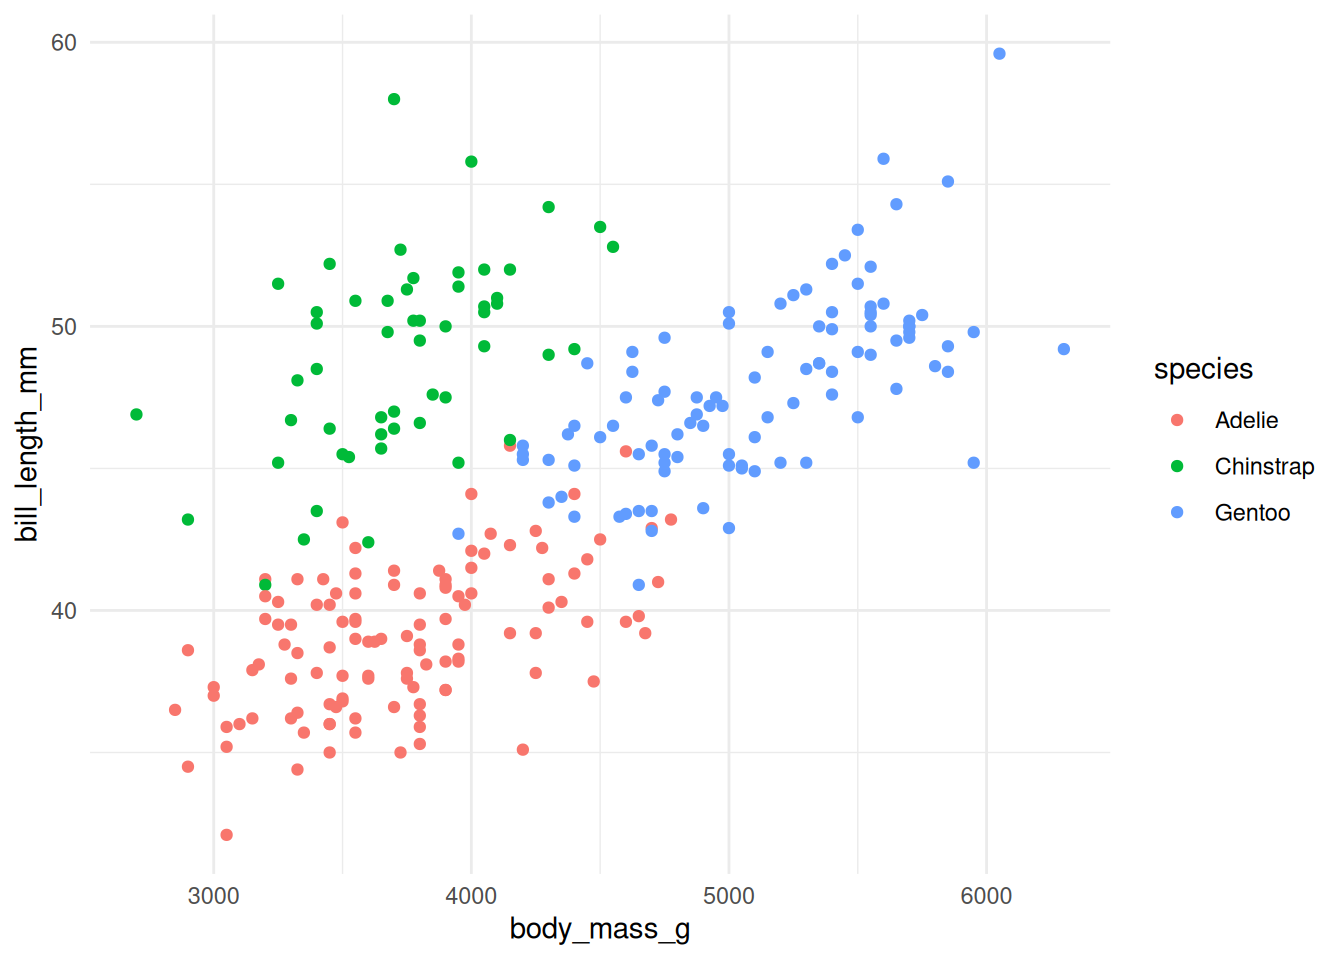 60
50
40
bill_length_mm
3000 4000 5000 6000
body_mass_g
species
Adelie
Chinstrap
Gentoo